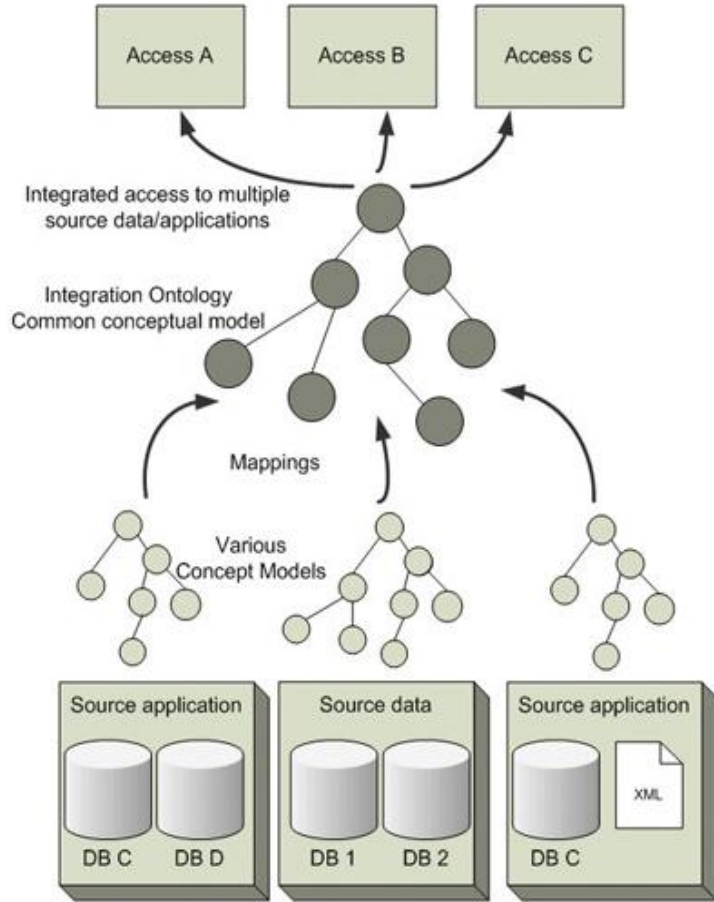 Access A
Access B
Access C
Integrated access to multiple
source data/applications
Integration Ontology
Common conceptual model
Mappings
Various
Concept Models
Source application
DB C
DB D
Source data
DB 1
DB 2
Source application
DB C
XML